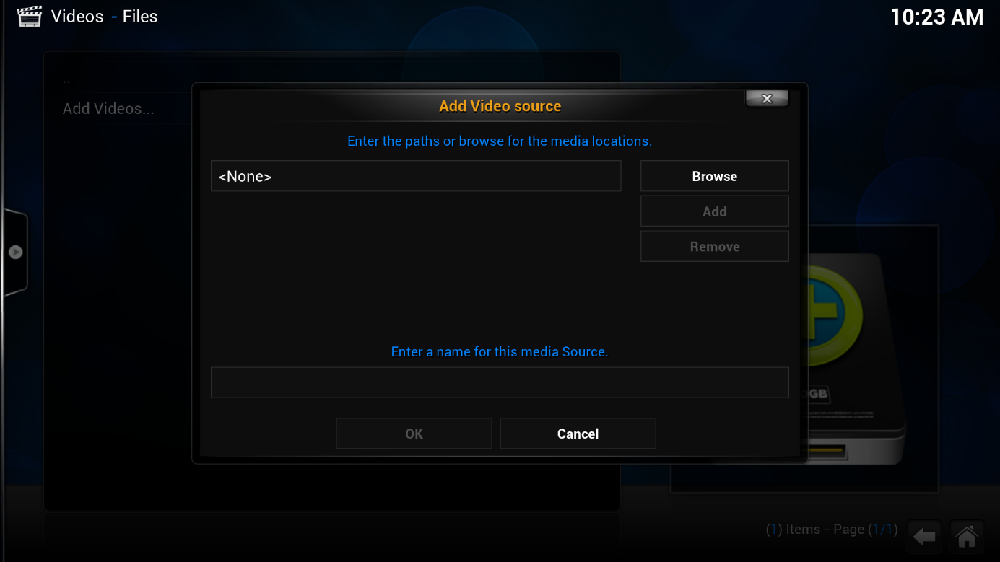 Videos - Files
10:23 AM
..
Add Videos...
Add Video source
Enter the paths or browse for the media locations.
<None>
Browse
Add
Remove
Enter a name for this media Source.
GB
OK
Cancel
(1) Items - Page (1/1)